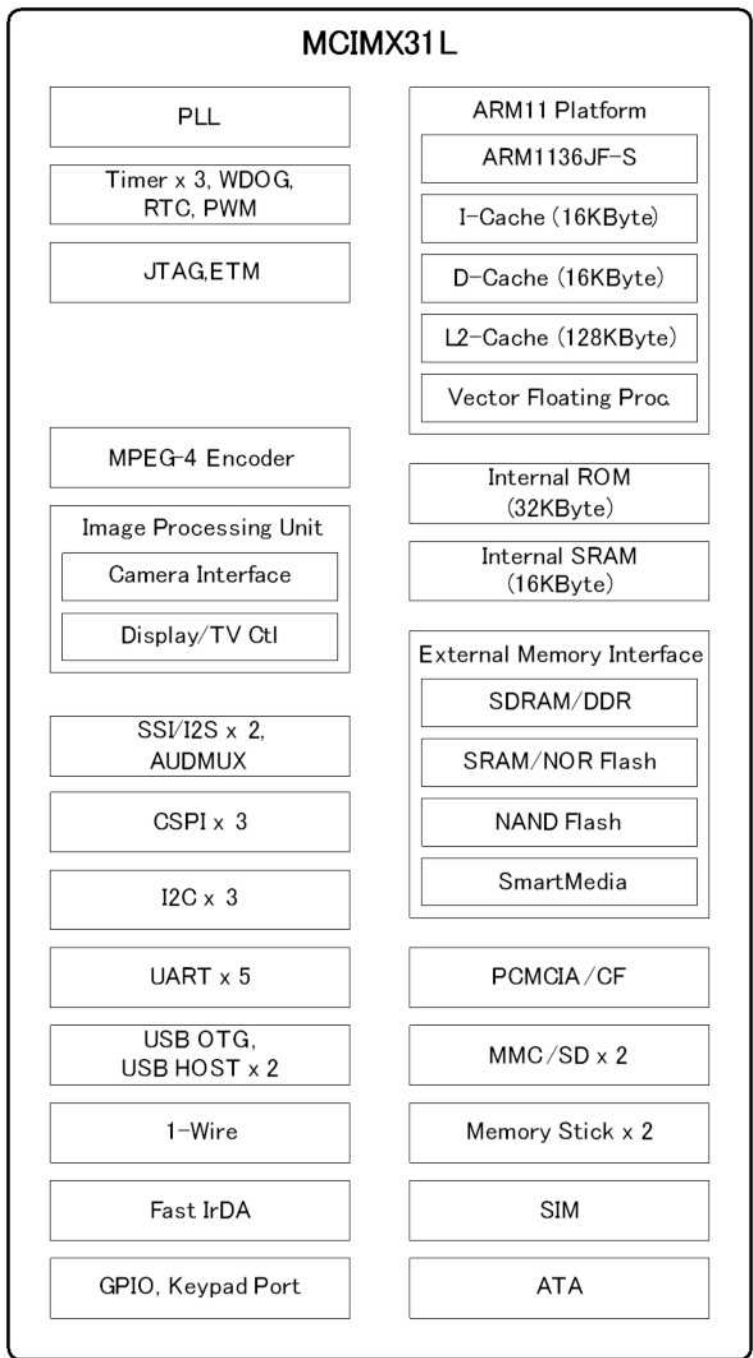 MCIMX31L
PLL
Timer x 3, WDOG,
RTC, PWM
JTAG,ETM
MPEG-4 Encoder
Image Processing Unit
Camera Interface
Display/TV Ctl
SSI/I2S x 2,
AUDMUX
CSPI x 3
I2C x 3
UART x 5
USB OTG,
USB HOST x 2
1-Wire
Fast IrDA
GPIO, Keypad Port
ARM11 Platform
ARM1136JF-S
I-Cache (16KByte)
D-Cache (16KByte)
L2-Cache (128KByte)
Vector Floating Proc.
Internal ROM
(32KByte)
Internal SRAM
(16KByte)
External Memory Interface
SDRAM/DDR
SRAM/NOR Flash
NAND Flash
SmartMedia
PCMCIA/CF
MMC/SD x 2
Memory Stick x 2
SIM
ATA